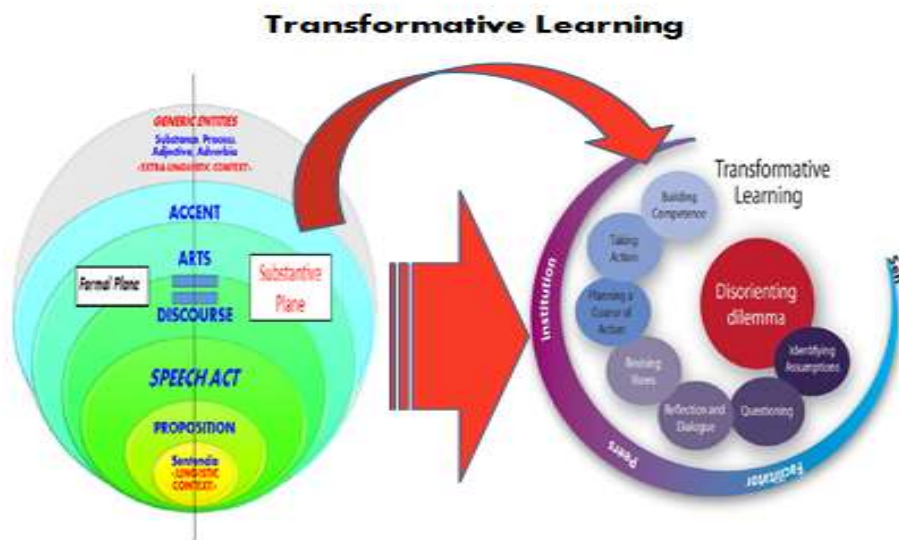 Transformative Learning
GENERIC ENTITIES
Substance, Process,
Adjective, Adverbia
<EXTRA-LINGUISTIC CONTEXT>
ACCENT
ARTS
DISCOURSE
Formal Plane
Substantive
Plane
SPEECH ACT
PROPOSITION
Sentencia
<LINGUISTIC
CONTEXT>
Transformative
Learning
Building
Competence
Taking
Action
Planning a
Course of
Action
Revising
Views
Reflection and
Dialogue
Questioning
Identifying
Assumptions
Disorienting
dilemma
Institution
Peers
Facilitator
Self